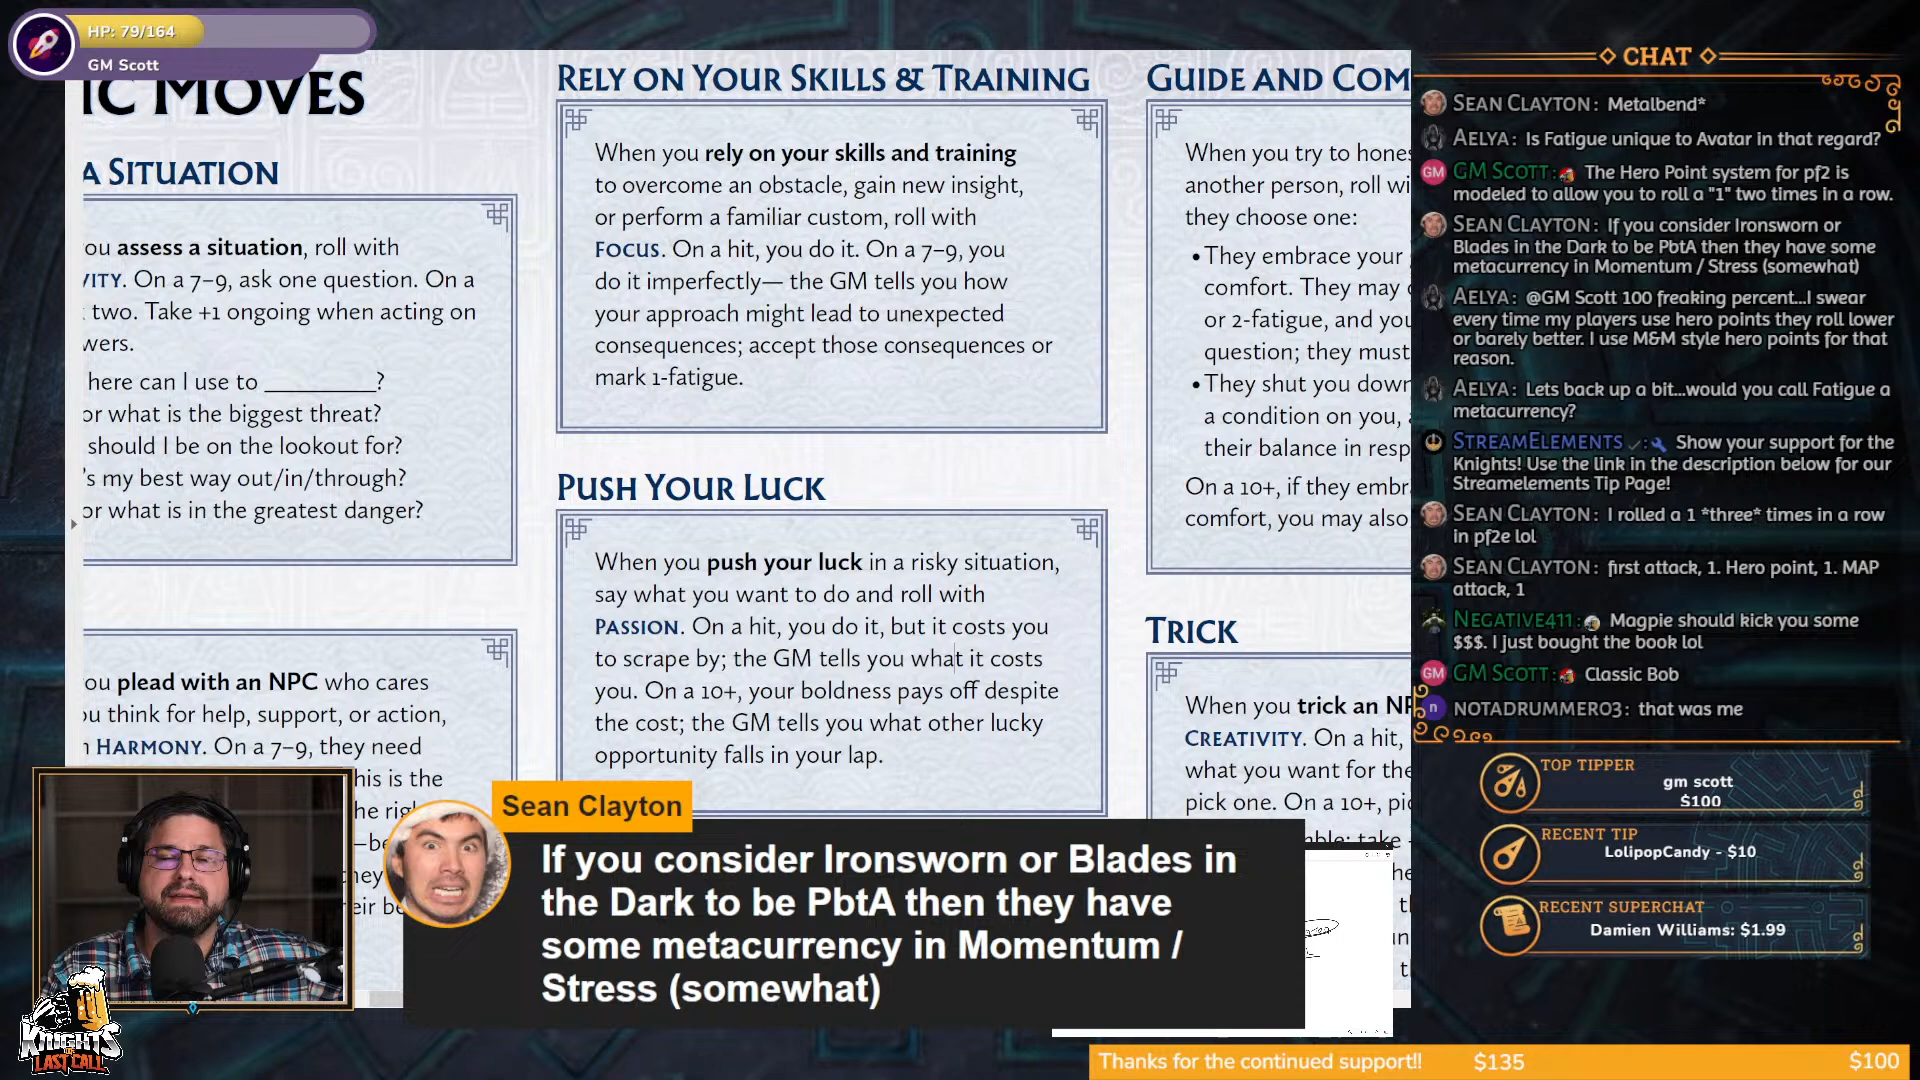 HP: 79/164
GM Scott
IC MOVES
A SITUATION
ou assess a situation, roll with
VITY. On a 7–9, ask one question. On a
two. Take +1 ongoing when acting on
wers.
here can I use to __________?
or what is the biggest threat?
should I be on the lookout for?
's my best way out/in/through?
or what is in the greatest danger?
ou plead with an NPC who cares
ou think for help, support, or action,
HARMONY. On a 7–9, they need
his is the
he rig
—be
they
eir be
RELY ON YOUR SKILLS & TRAINING
When you rely on your skills and training
to overcome an obstacle, gain new insight,
or perform a familiar custom, roll with
FOCUS. On a hit, you do it. On a 7–9, you
do it imperfectly— the GM tells you how
your approach might lead to unexpected
consequences; accept those consequences or
mark 1-fatigue.
PUSH YOUR LUCK
When you push your luck in a risky situation,
say what you want to do and roll with
PASSION. On a hit, you do it, but it costs you
to scrape by; the GM tells you what it costs
you. On a 10+, your boldness pays off despite
the cost; the GM tells you what other lucky
opportunity falls in your lap.
GUIDE AND COM
When you try to hones
another person, roll wi
they choose one:
• They embrace your
comfort. They may
or 2-fatigue, and you
question; they must
• They shut you down
a condition on you,
their balance in resp
On a 10+, if they embr
comfort, you may also
TRICK
When you trick an NP
CREATIVITY. On a hit,
what you want for the
pick one. On a 10+, pic
mble: take
Sean Clayton
If you consider Ironsworn or Blades in
the Dark to be PbtA then they have
some metacurrency in Momentum /
Stress (somewhat)
KNIGHTS
OF
LAST CALL
CHAT
SEAN CLAYTON: Metalbend*
AELYA: Is Fatigue unique to Avatar in that regard?
GM SCOTT: The Hero Point system for pf2 is
modeled to allow you to roll a "1" two times in a row.
SEAN CLAYTON: If you consider Ironsworn or
Blades in the Dark to be PbtA then they have some
metacurrency in Momentum / Stress (somewhat)
AELYA: @GM Scott 100 freaking percent...I swear
every time my players use hero points they roll lower
or barely better. I use M&M style hero points for that
reason.
AELYA: Lets back up a bit...would you call Fatigue a
metacurrency?
STREAMELEMENTS: Show your support for the
Knights! Use the link in the description below for our
Streamelements Tip Page!
SEAN CLAYTON: I rolled a 1 *three* times in a row
in pf2e lol
SEAN CLAYTON: first attack, 1. Hero point, 1. MAP
attack, 1
NEGATIVE411: Magpie should kick you some
$$$. I just bought the book lol
GM SCOTT: Classic Bob
NOTADRUMMER03: that was me
TOP TIPPER
gm scott
$100
RECENT TIP
LolipopCandy - $10
RECENT SUPERCHAT
Damien Williams: $1.99
Thanks for the continued support!! $135 $100